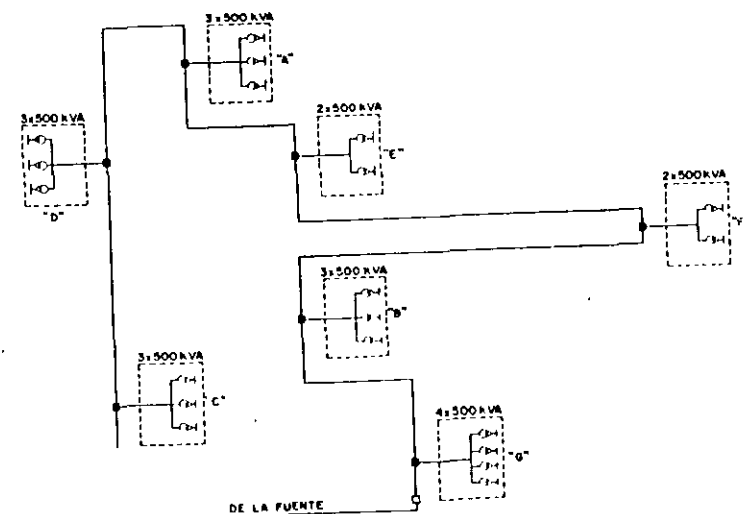 3x500 KVA
"A"
2x500 KVA
"E"
3x500 KVA
"D"
2x500 KVA
"F
3x500 KVA
"B"
3x500 KVA
C"
4x500 KVA
"G"
DE LA FUENTE